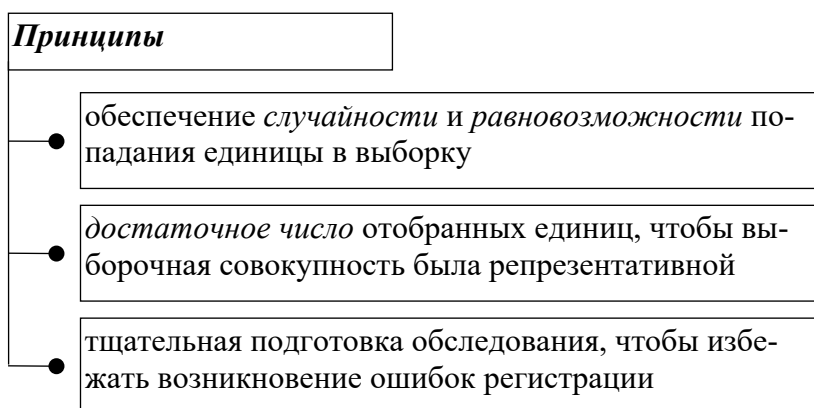 Принципы
обеспечение случайности и равновозможности по-
падания единицы в выборку
достаточное число отобранных единиц, чтобы вы-
борочная совокупность была репрезентативной
тщательная подготовка обследования, чтобы избе-
жать возникновение ошибок регистрации